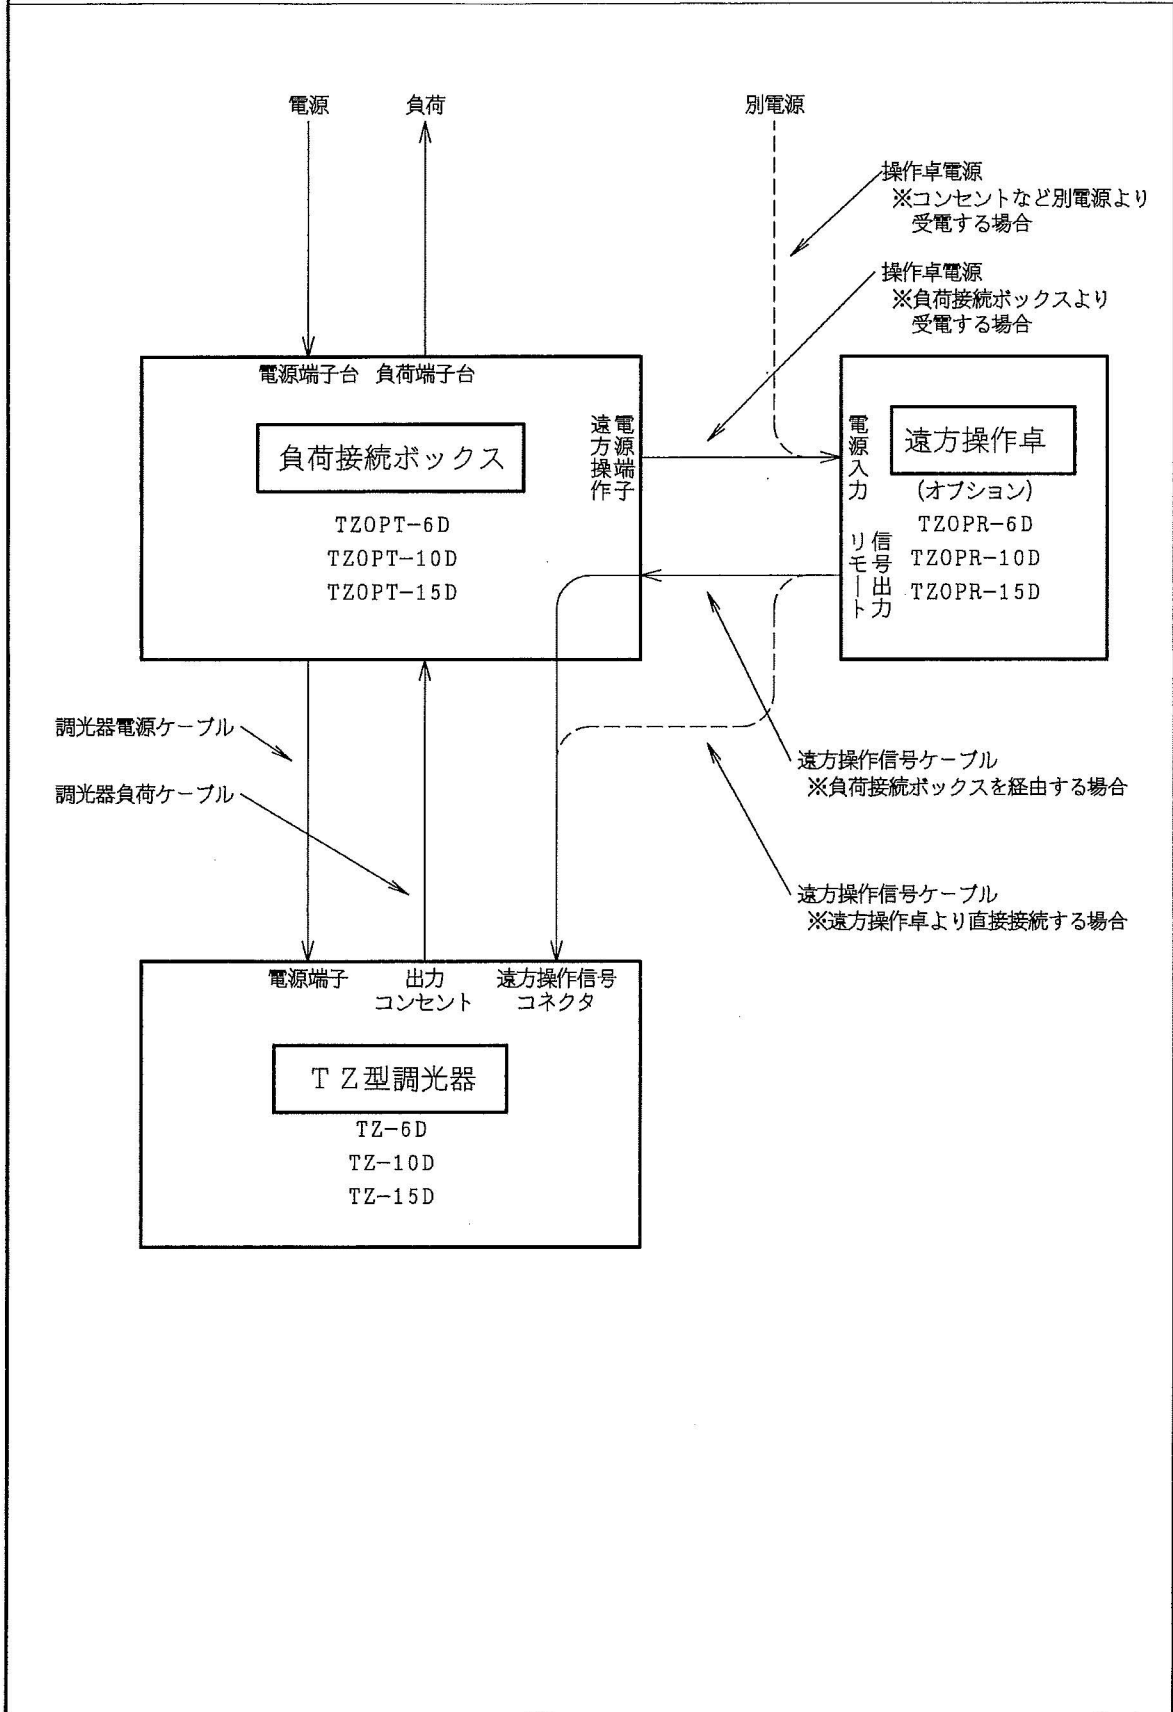 電源
負荷
別電源
操作卓電源
※コンセントなど別電源より
受電する場合
操作卓電源
※負荷接続ボックスより
受電する場合
電源端子台
負荷端子台
遠方操作
電源端子
負荷接続ボックス
TZOPT-6D
TZOPT-10D
TZOPT-15D
電源入力
遠方操作卓
(オプション)
TZOPR-6D
TZOPR-10D
TZOPR-15D
リモート
信号出力
調光器電源ケーブル
調光器負荷ケーブル
遠方操作信号ケーブル
※負荷接続ボックスを経由する場合
遠方操作信号ケーブル
※遠方操作卓より直接接続する場合
電源端子
出力
コンセント
遠方操作信号
コネクタ
TZ型調光器
TZ-6D
TZ-10D
TZ-15D